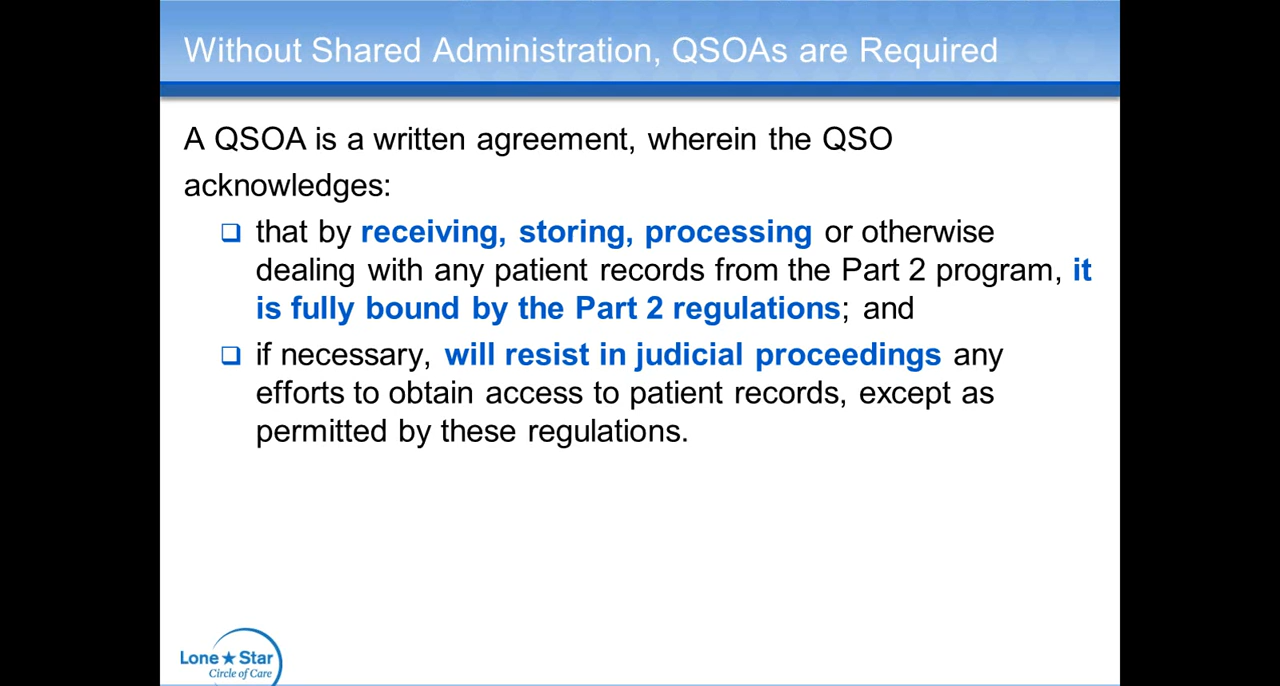 Without Shared Administration, QSOAs are Required
A QSOA is a written agreement, wherein the QSO
acknowledges:
that by receiving, storing, processing or otherwise
dealing with any patient records from the Part 2 program, it
is fully bound by the Part 2 regulations; and
if necessary, will resist in judicial proceedings any
efforts to obtain access to patient records, except as
permitted by these regulations.
Lone★Star
Circle of Care